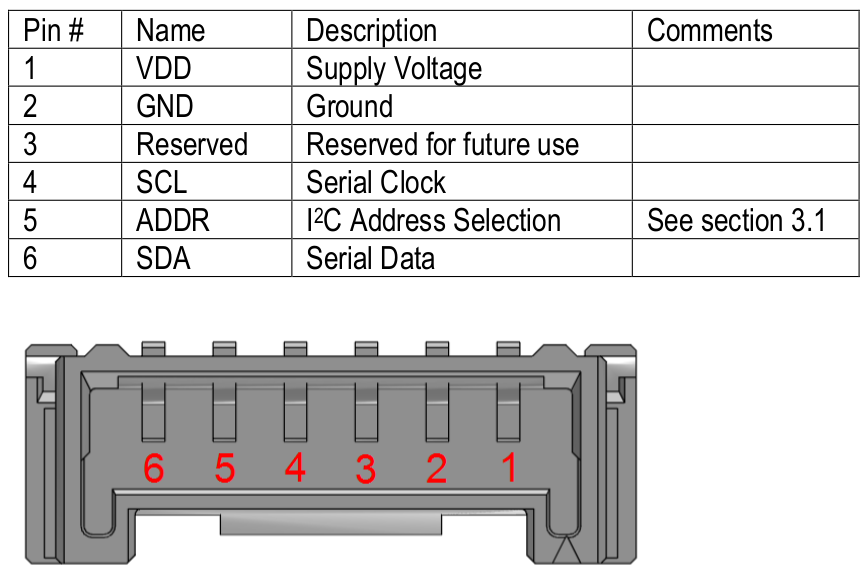 Pin # Name Description Comments
1 VDD Supply Voltage
2 GND Ground
3 Reserved Reserved for future use
4 SCL Serial Clock
5 ADDR I²C Address Selection See section 3.1
6 SDA Serial Data
6 5 4 3 2 1